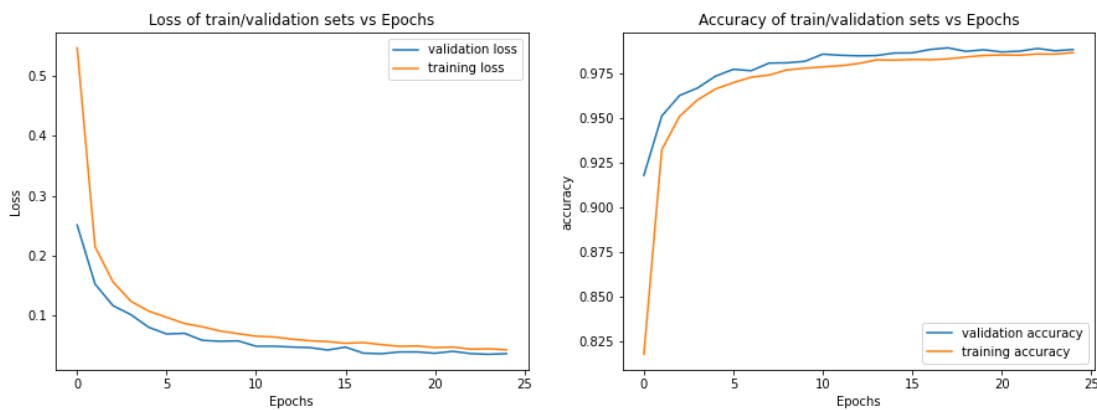 Loss of train/validation sets vs Epochs
validation loss
training loss
0.5
0.4
0.3
0.2
0.1
Loss
0 5 10 15 20 25
Epochs
Accuracy of train/validation sets vs Epochs
0.975
0.950
0.925
0.900
0.875
0.850
0.825
accuracy
validation accuracy
training accuracy
0 5 10 15 20 25
Epochs